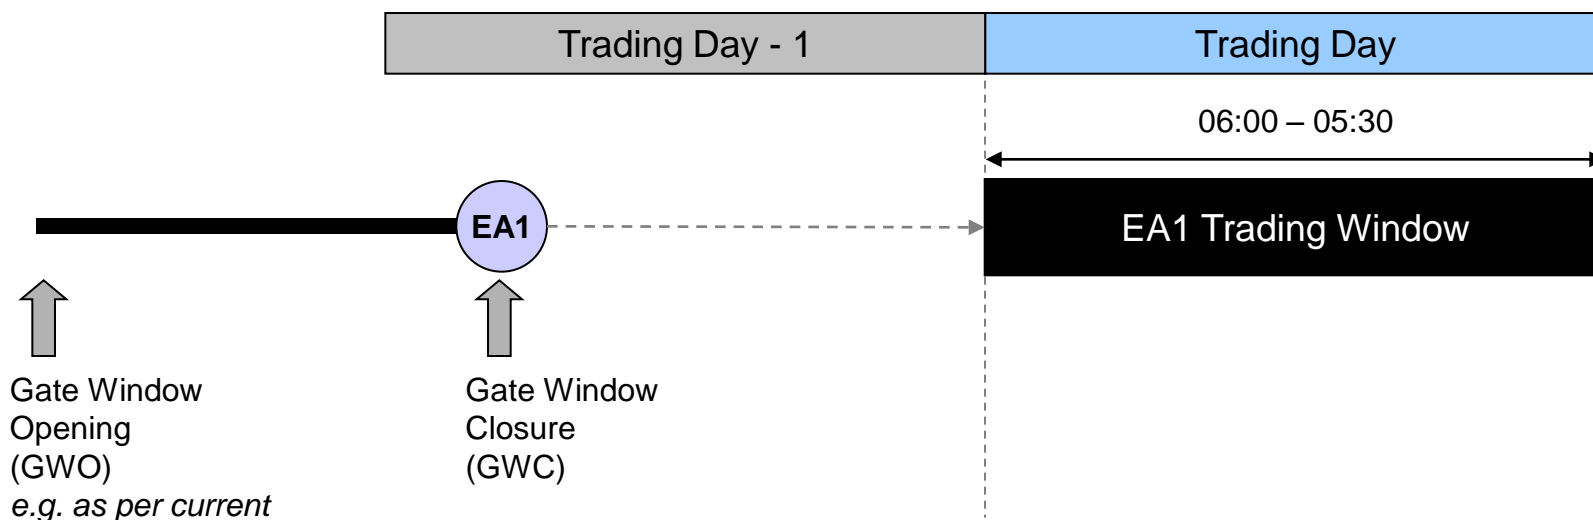 Trading Day - 1
Trading Day
06:00 – 05:30
EA1
EA1 Trading Window
Gate Window
Opening
(GWO)
e.g. as per current
Gate Window
Closure
(GWC)